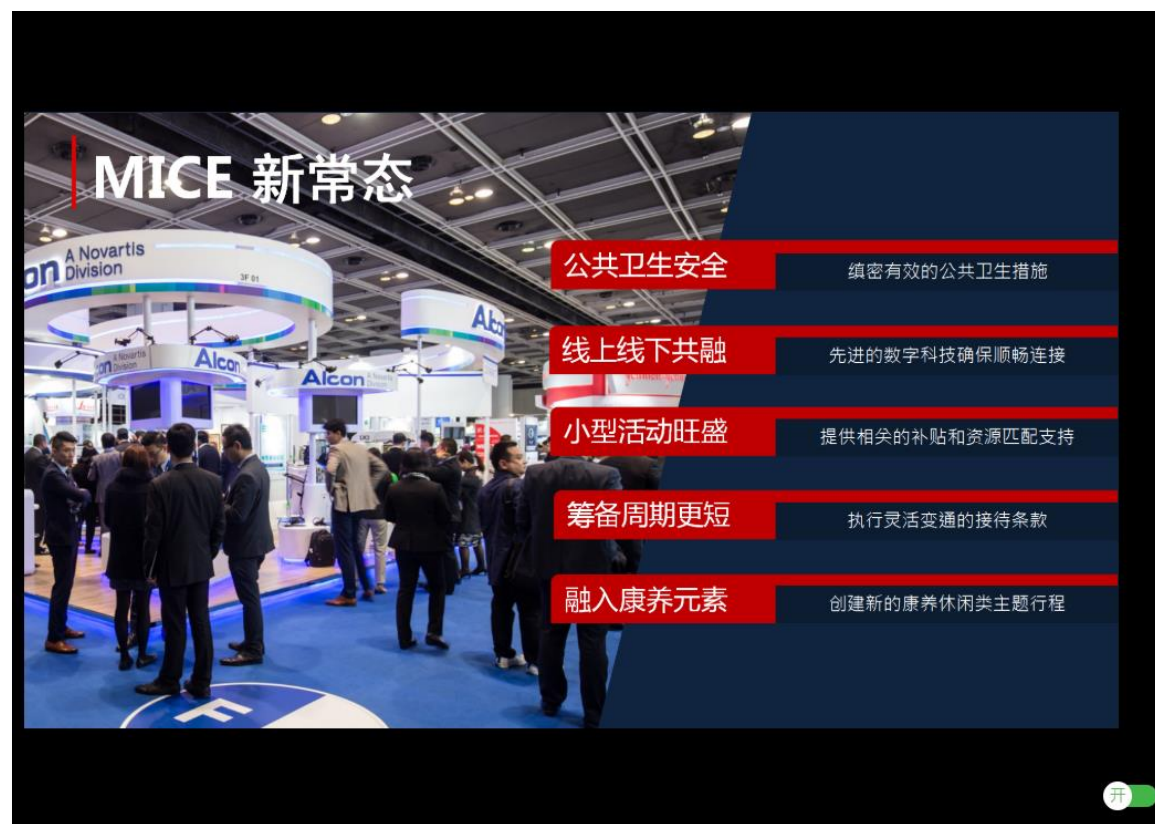 MICE 新常态
A Novartis
Division
3F 01
Alcon
Alcon
公共卫生安全
缜密有效的公共卫生措施
线上线下共融
先进的数字科技确保顺畅连接
小型活动旺盛
提供相关的补贴和资源匹配支持
筹备周期更短
执行灵活变通的接待条款
融入康养元素
创建新的康养休闲类主题行程
F
开